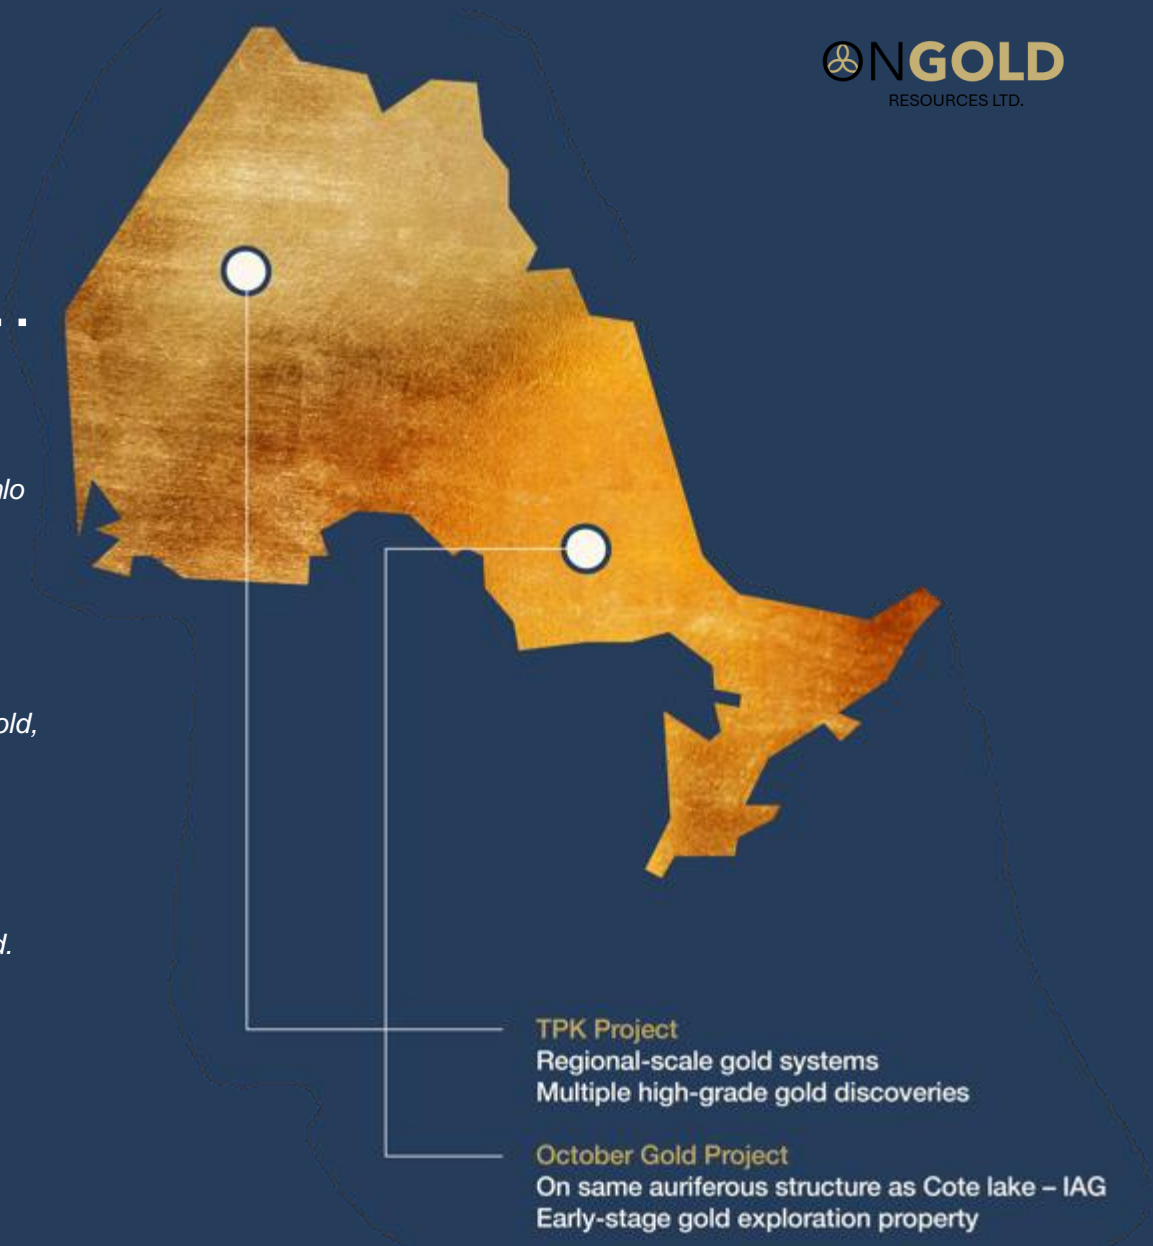 ONGOLD
RESOURCES LTD.
..
old,
d.
TPK Project
Regional-scale gold systems
Multiple high-grade gold discoveries
October Gold Project
On same auriferous structure as Cote lake – IAG
Early-stage gold exploration property